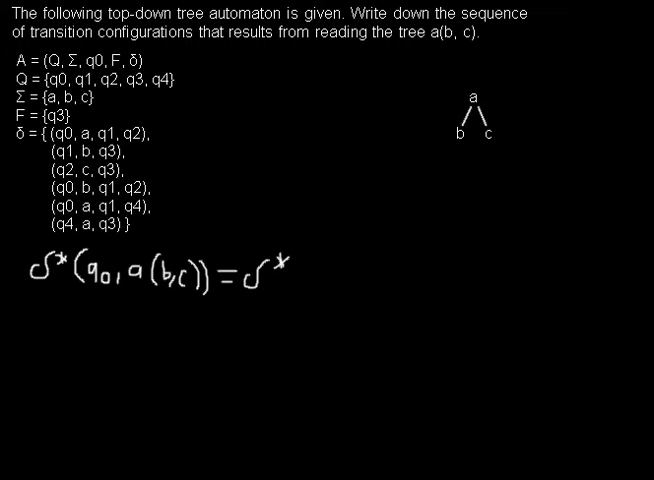 The following top-down tree automaton is given. Write down the sequence
of transition configurations that results from reading the tree a(b, c).
A = (Q, Σ, q0, F, δ)
Q = {q0, q1, q2, q3, q4}
Σ = {a, b, c}
F = {q3}
δ = { (q0, a, q1, q2),
(q1, b, q3),
(q2, c, q3),
(q0, b, q1, q2),
(q0, a, q1, q4),
(q4, a, q3) }
a
b c
δ*(q0, a(b,c)) = δ*